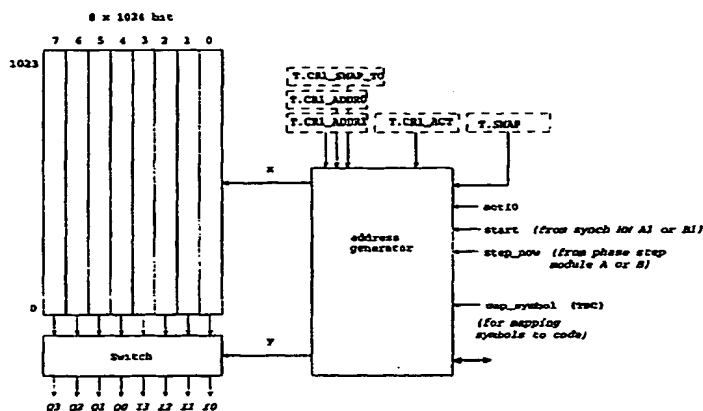 8 x 1024 bit
7 6 5 4 3 2 1 0
1023
T.CR1_SWAP_TO
T.CR1_ADDR0
T.CR1_ADDR1
T.CR1_ACT
T.SWAP
x
act10
start (from synch HW A1 or B1)
address
generator
step_now (from phase step
module A or B)
0
map_symbol (TBC)
(for mapping
symbols to code)
y
Switch
Q3 Q2 Q1 Q0 I3 I2 I1 I0